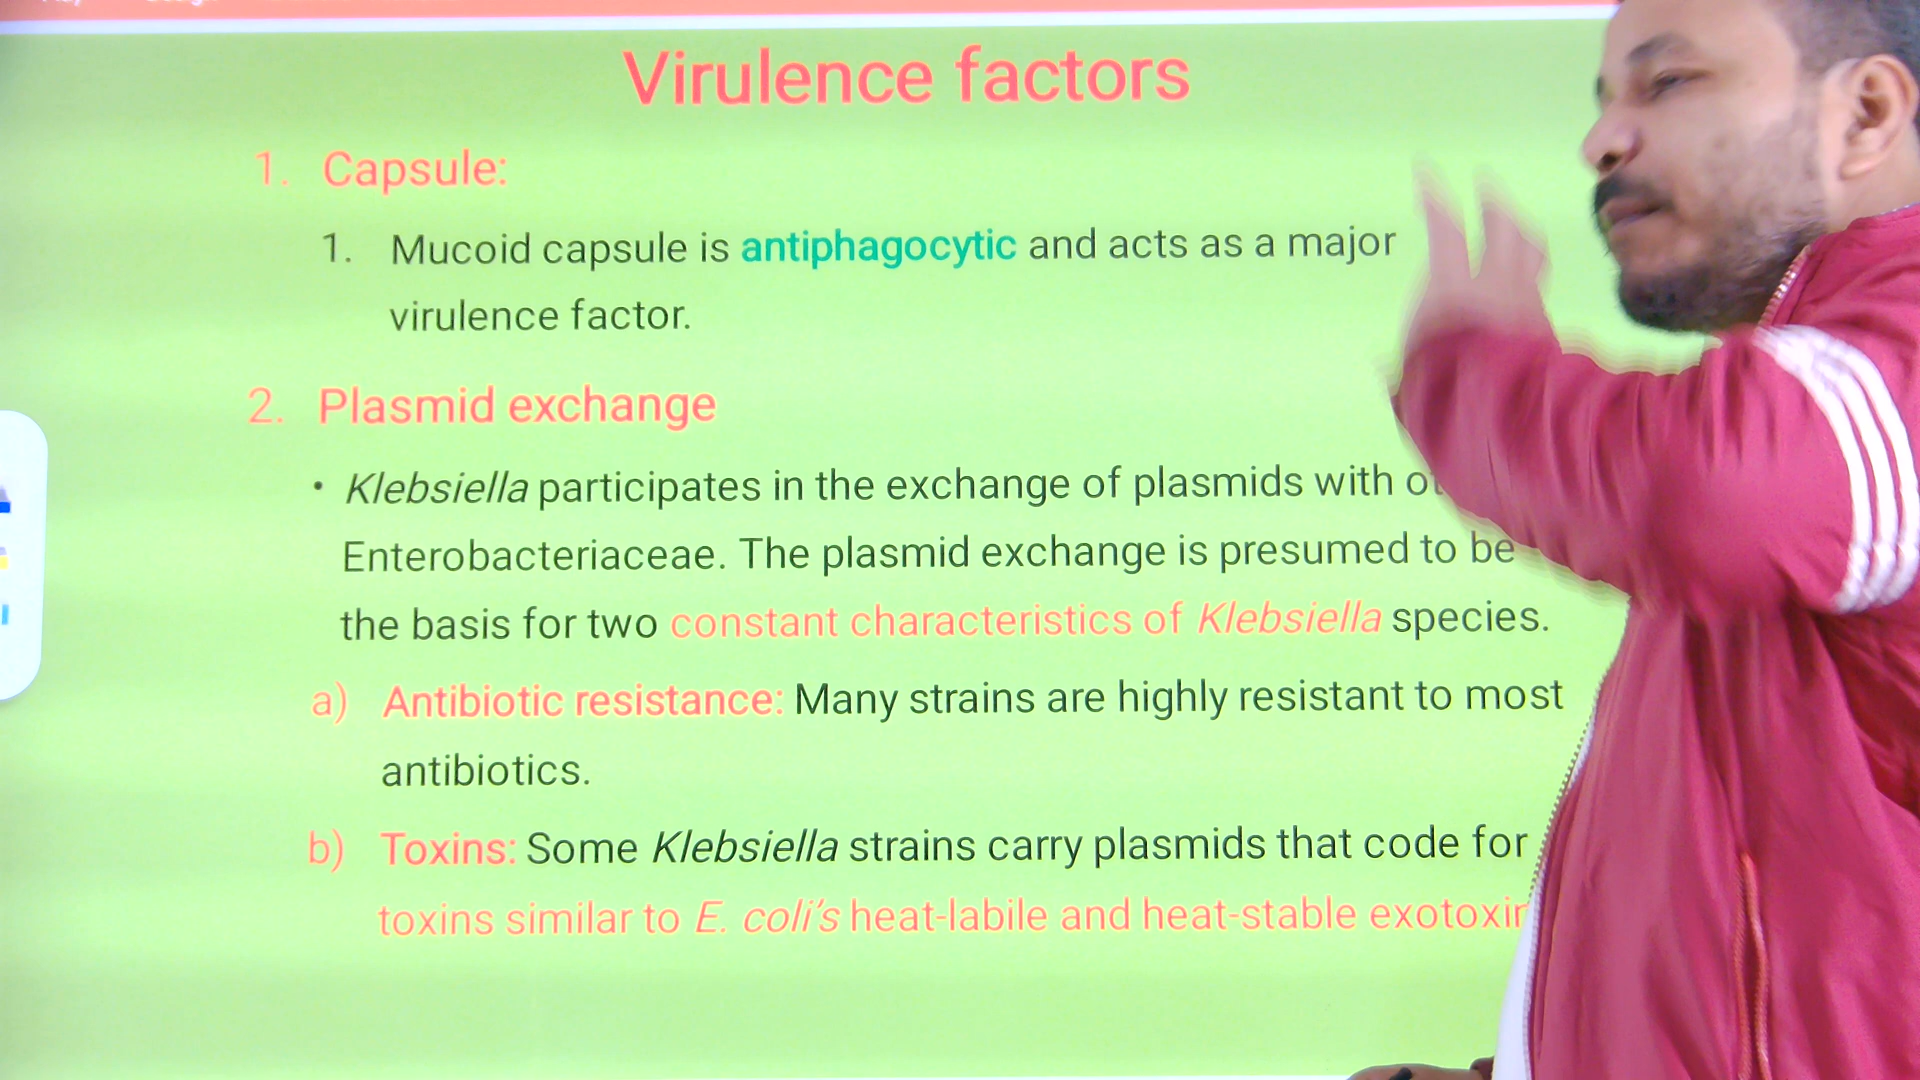 Virulence factors
1. Capsule:
1. Mucoid capsule is antiphagocytic and acts as a major
virulence factor.
2. Plasmid exchange
• Klebsiella participates in the exchange of plasmids with
Enterobacteriaceae. The plasmid exchange is presumed to be
the basis for two constant characteristics of Klebsiella species.
a) Antibiotic resistance: Many strains are highly resistant to most
antibiotics.
b) Toxins: Some Klebsiella strains carry plasmids that code for
toxins similar to E. coli's heat-labile and heat-stable